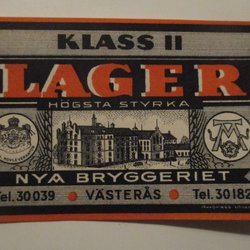 KLASS II
LAGER
HÖGSTA STYRKA
NYA BRYGGERIET
Tel. 30039 • VÄSTERÅS • Tel. 30182